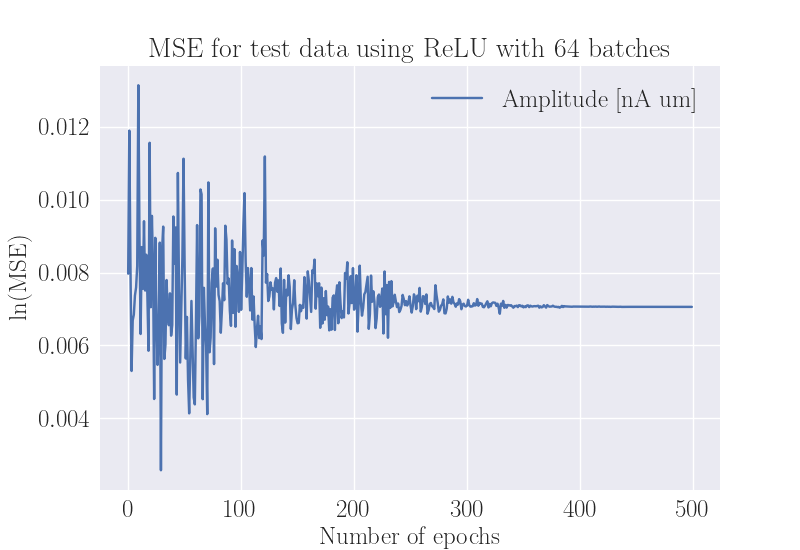 MSE for test data using ReLU with 64 batches
Amplitude [nA um]
0.012
0.010
0.008
0.006
0.004
ln(MSE)
0 100 200 300 400 500
Number of epochs